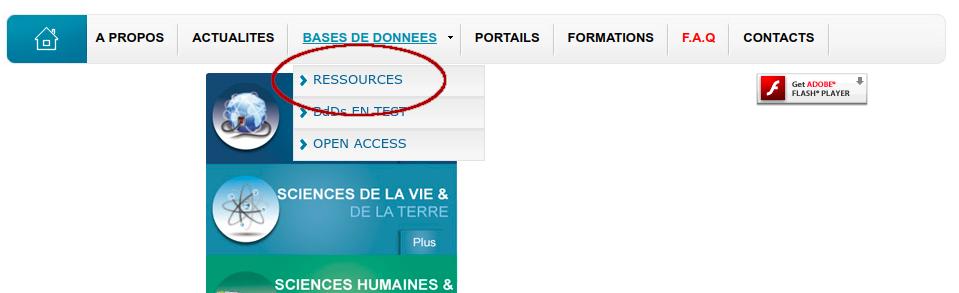 A PROPOS ACTUALITES BASES DE DONNEES PORTAILS FORMATIONS F.A.Q CONTACTS
RESSOURCES
BdDs EN TEST
OPEN ACCESS
Get ADOBE®
FLASH® PLAYER
SCIENCES DE LA VIE &
DE LA TERRE
Plus
SCIENCES HUMAINES &